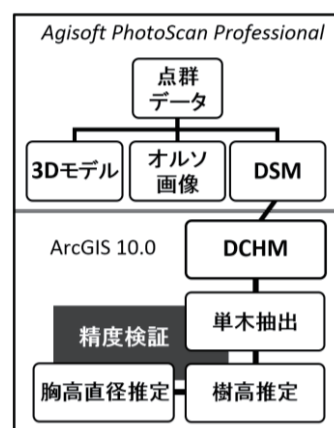 Agisoft PhotoScan Professional
点群
データ
3Dモデル
オルソ
画像
DSM
ArcGIS 10.0
DCHM
単木抽出
精度検証
胸高直径推定
樹高推定